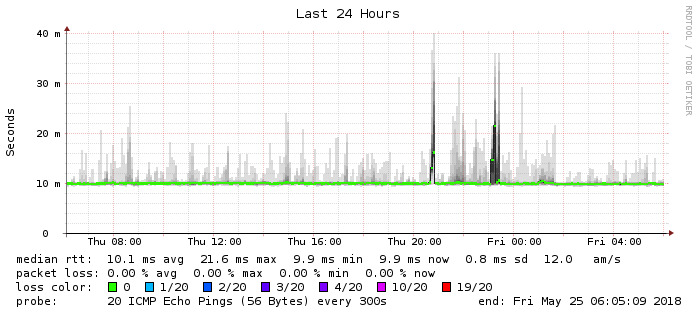 Last 24 Hours
RRDTOOL / TOBI OETIKER
Seconds
40 m
30 m
20 m
10 m
0
Thu 08:00 Thu 12:00 Thu 16:00 Thu 20:00 Fri 00:00 Fri 04:00
median rtt: 10.1 ms avg 21.6 ms max 9.9 ms min 9.9 ms now 0.8 ms sd 12.0 am/s
packet loss: 0.00 % avg 0.00 % max 0.00 % min 0.00 % now
loss color: 0 1/20 2/20 3/20 4/20 10/20 19/20
probe: 20 ICMP Echo Pings (56 Bytes) every 300s end: Fri May 25 06:05:09 2018